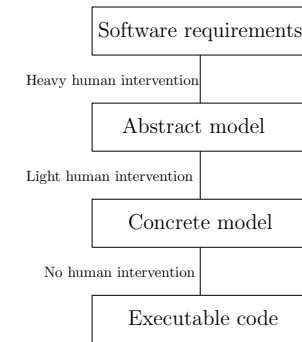 Software requirements
Heavy human intervention
Abstract model
Light human intervention
Concrete model
No human intervention
Executable code